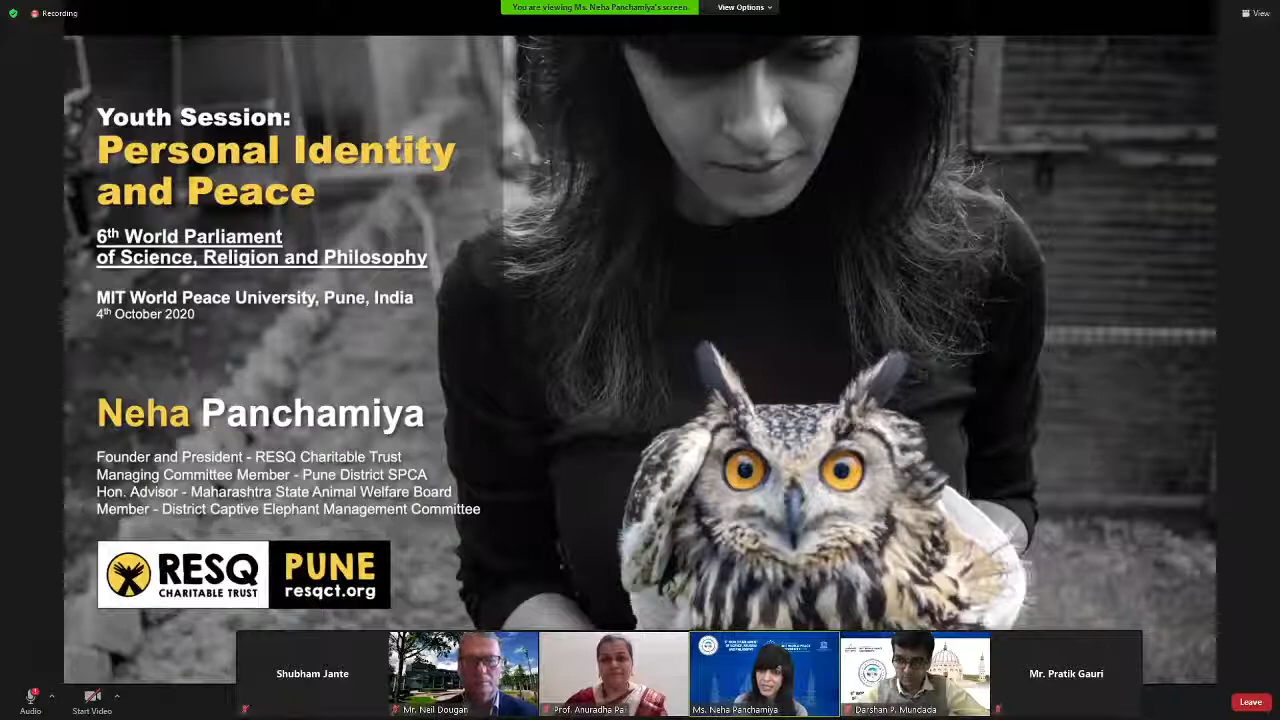 Recording
You are viewing Ms. Neha Panchamiya's screen
View Options
View
Youth Session:
Personal Identity
and Peace
6th World Parliament
of Science, Religion and Philosophy
MIT World Peace University, Pune, India
4th October 2020
Neha Panchamiya
Founder and President - RESQ Charitable Trust
Managing Committee Member - Pune District SPCA
Hon. Advisor - Maharashtra State Animal Welfare Board
Member - District Captive Elephant Management Committee
RESQ
CHARITABLE TRUST
PUNE
resqct.org
Shubham Jante
Mr. Neil Dougan
Prof. Anuradha Pai
Ms. Neha Panchamiya
Darshan P. Mundada
Mr. Pratik Gauri
Audio
Start Video
Leave